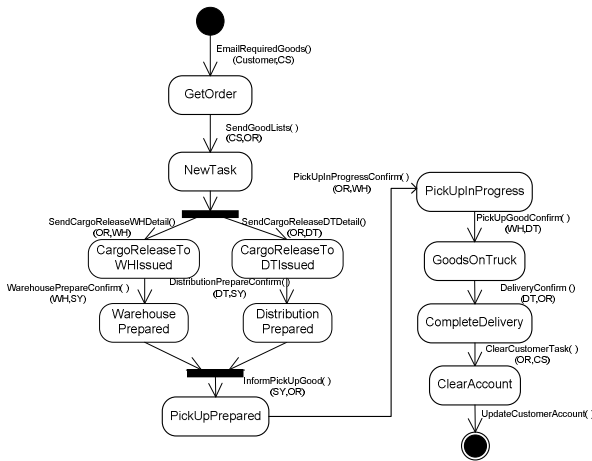 EmailRequiredGoods()
(Customer,CS)
GetOrder
SendGoodLists( )
(CS,OR)
NewTask
SendCargoReleaseWHDetail()
(OR,WH)
SendCargoReleaseDTDetail()
(OR,DT)
CargoReleaseTo
WHIssued
CargoReleaseTo
DTIssued
WarehousePrepareConfirm( )
(WH,SY)
DistributionPrepareConfirm()
(DT,SY)
Warehouse
Prepared
Distribution
Prepared
InformPickUpGood( )
(SY,OR)
PickUpPrepared
PickUpInProgressConfirm( )
(OR,WH)
PickUpInProgress
PickUpGoodConfirm( )
(WH,DT)
GoodsOnTruck
DeliveryConfirm ()
(DT,OR)
CompleteDelivery
ClearCustomerTask( )
(OR,CS)
ClearAccount
UpdateCustomerAccount( )